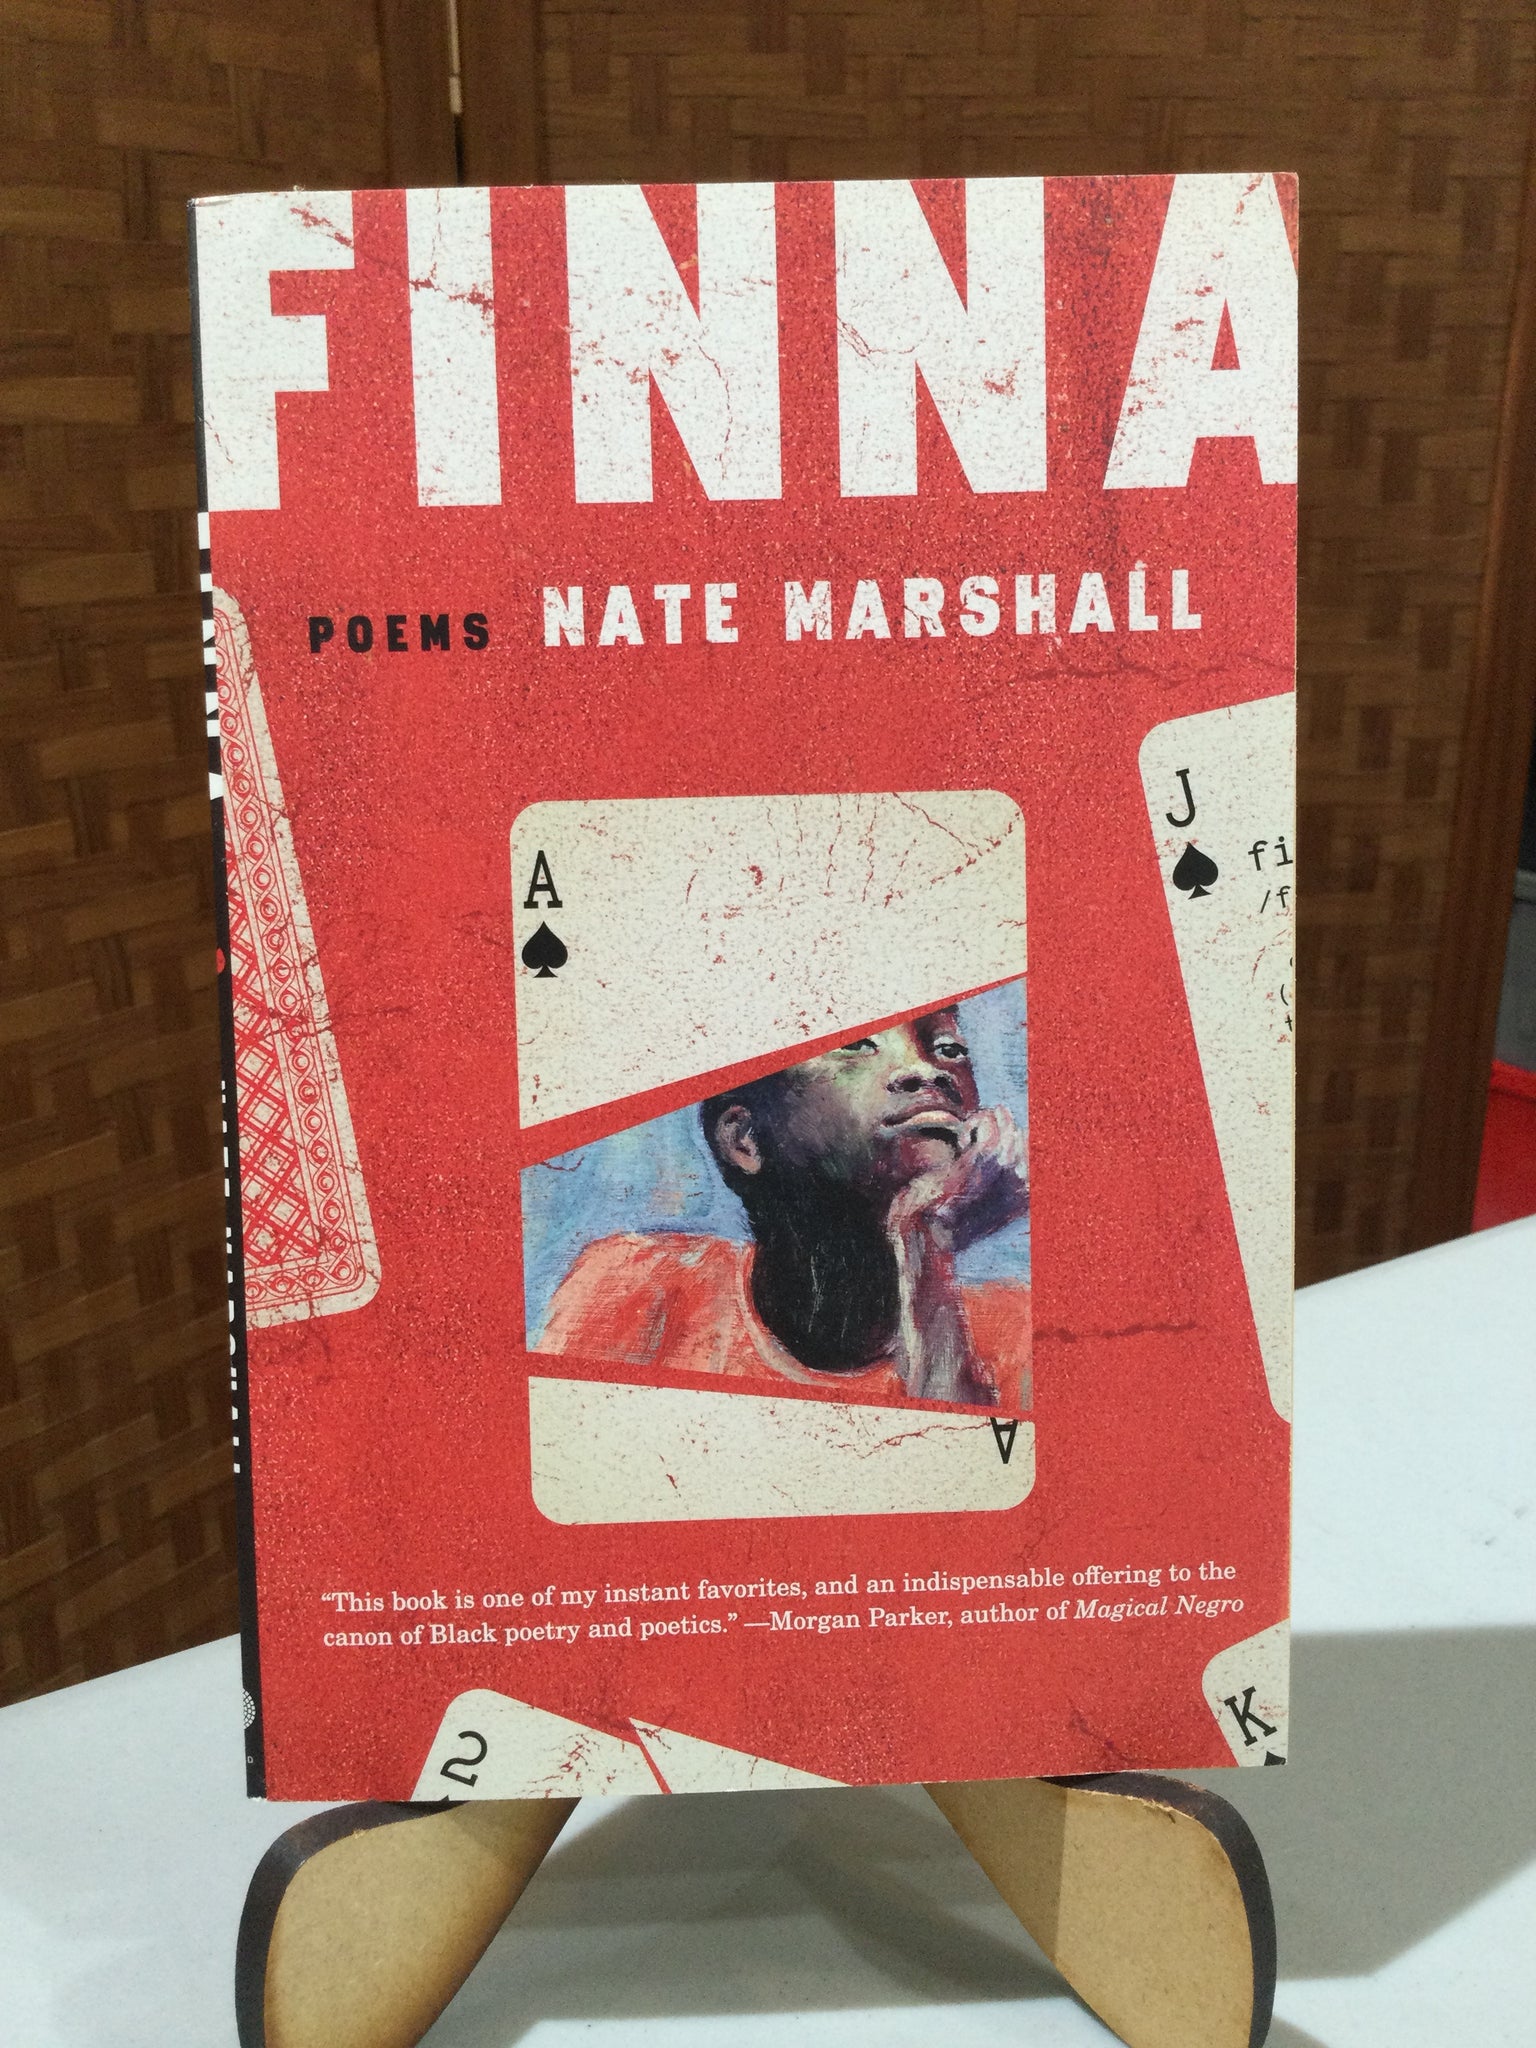 FINNA
POEMS NATE MARSHALL
J
fi
/f
A
A
“This book is one of my instant favorites, and an indispensable offering to the
canon of Black poetry and poetics.” —Morgan Parker, author of Magical Negro
2
K